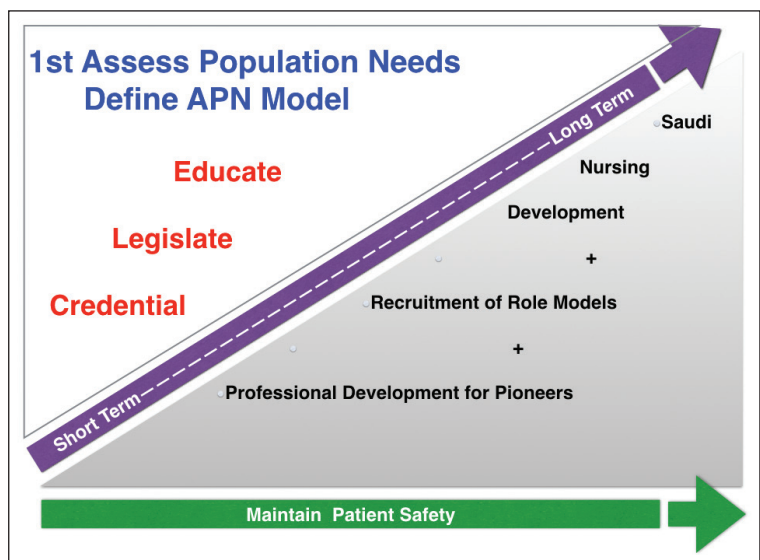 1st Assess Population Needs
Define APN Model
Educate
Legislate
Credential
Short Term
Long Term
Saudi
Nursing
Development
+
Recruitment of Role Models
+
Professional Development for Pioneers
Maintain Patient Safety